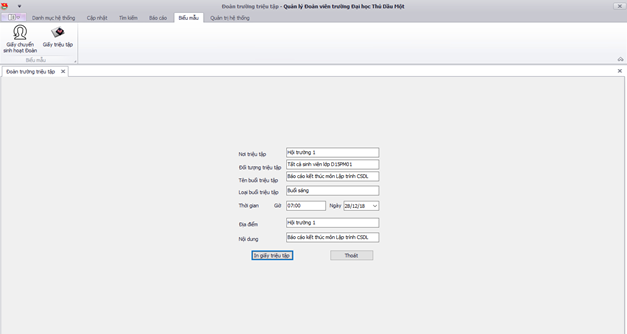 Đoàn trường triệu tập - Quản lý Đoàn viên trường Đại học Thủ Dầu Một
Danh mục hệ thống Cập nhật Tìm kiếm Báo cáo Biểu mẫu Quản trị hệ thống
Giấy chuyển sinh hoạt Đoàn
Giấy triệu tập
Biểu mẫu
Đoàn trường triệu tập
Nơi triệu tập Hội trường 1
Đối tượng triệu tập Tất cả sinh viên lớp D15PM01
Tên buổi triệu tập Báo cáo kết thúc môn Lập trình CSDL
Loại buổi triệu tập Buổi sáng
Thời gian Giờ 07:00 Ngày 28/12/18
Địa điểm Hội trường 1
Nội dung Báo cáo kết thúc môn Lập trình CSDL
In giấy triệu tập Thoát